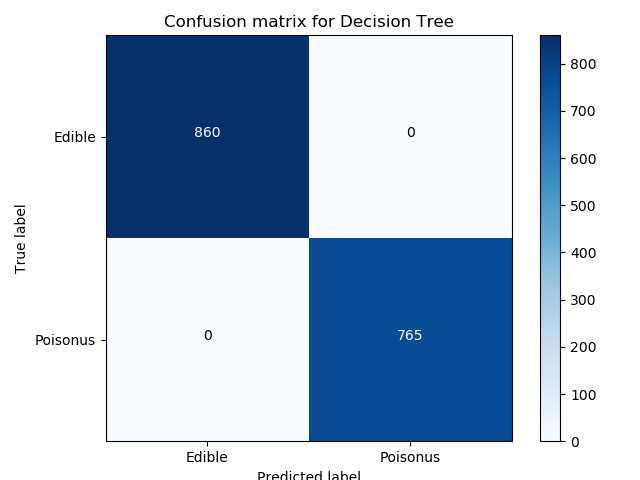 Confusion matrix for Decision Tree
Edible
860
0
Poisonus
0
765
True label
Edible
Poisonus
Predicted label
800
700
600
500
400
300
200
100
0